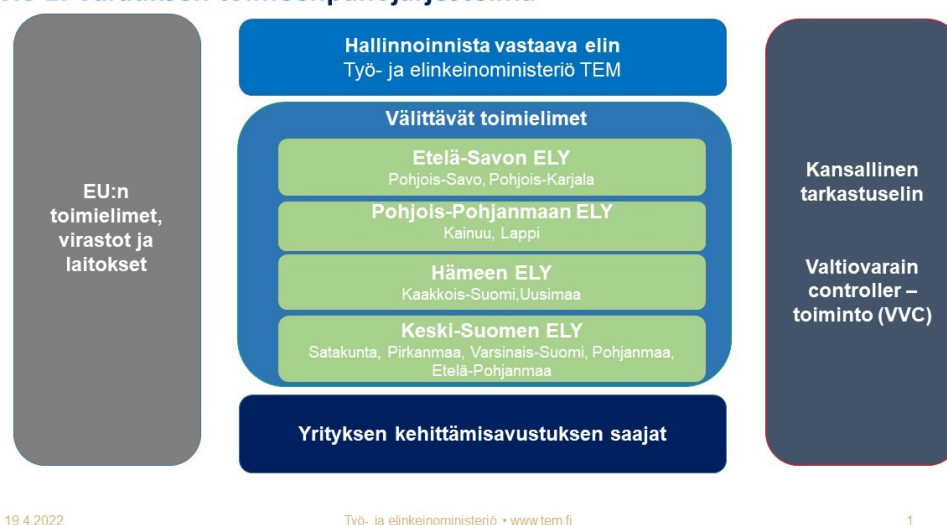 Hallinnoinnista vastaava elin
Työ- ja elinkeinoministeriö TEM
Välittävät toimielimet
Etelä-Savon ELY
Pohjois-Savo, Pohjois-Karjala
Pohjois-Pohjanmaan ELY
Kainuu, Lappi
Hämeen ELY
Kaakkois-Suomi,Uusimaa
Keski-Suomen ELY
Satakunta, Pirkanmaa, Varsinais-Suomi, Pohjanmaa,
Etelä-Pohjanmaa
Yrityksen kehittämisavustuksen saajat
EU:n
toimielimet,
virastot ja
laitokset
Kansallinen
tarkastuselin
Valtiovarain
controller –
toiminto (VVC)
19.4.2022
Työ- ja elinkeinoministeriö • www.tem.fi
1